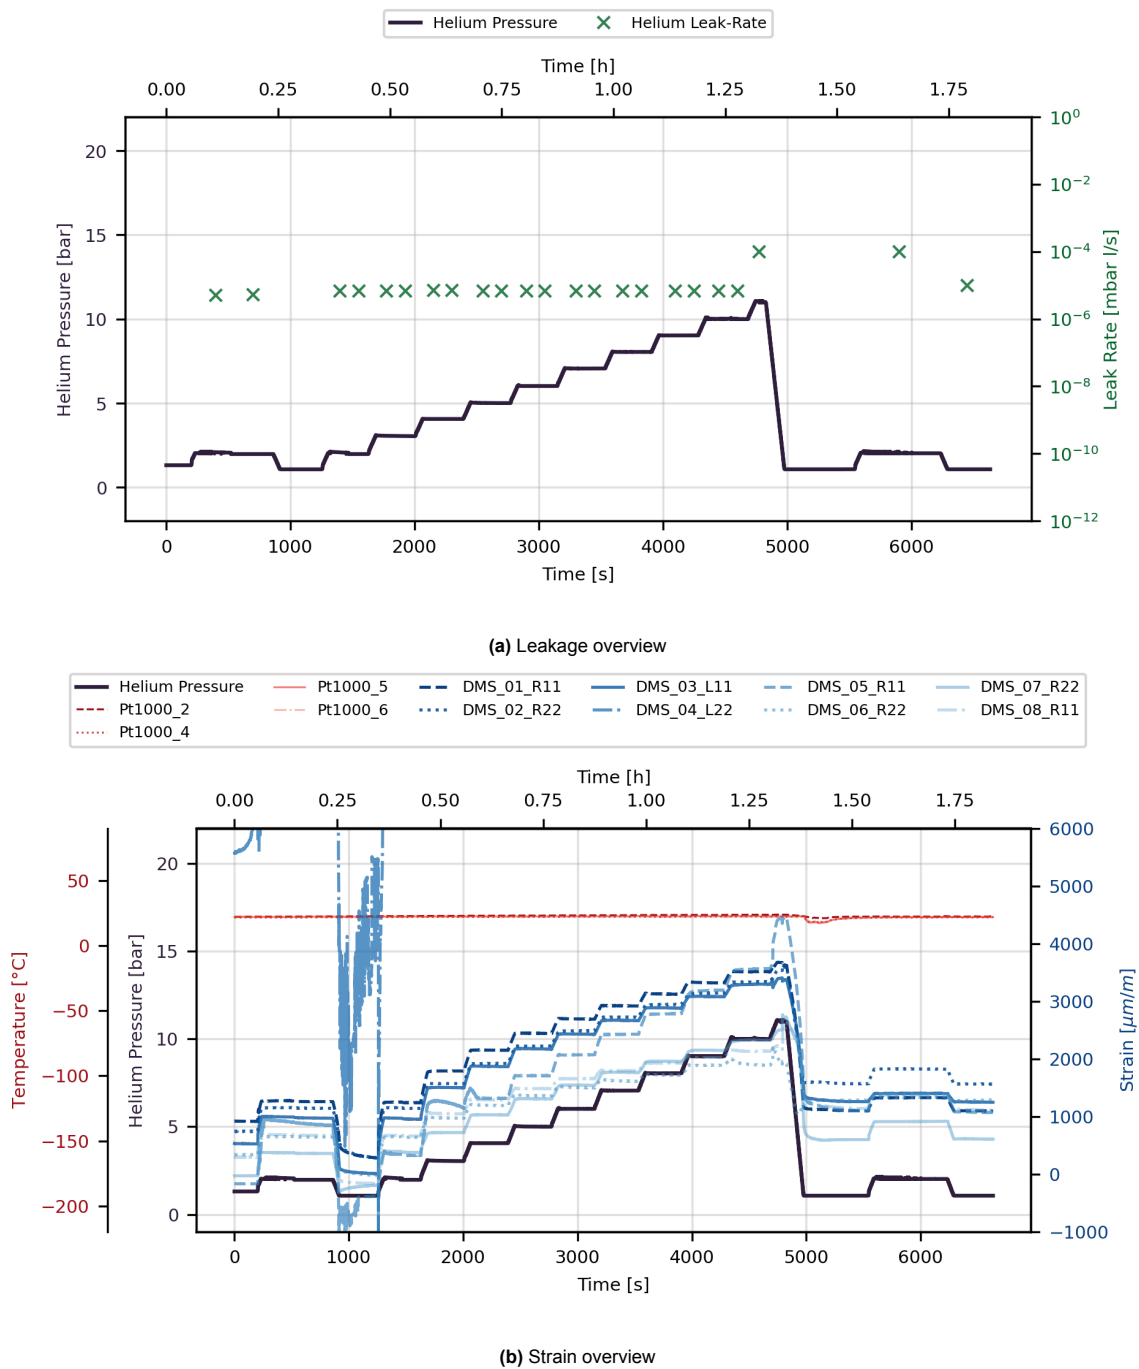 Helium Pressure Helium Leak-Rate
Time [h]
0.00 0.25 0.50 0.75 1.00 1.25 1.50 1.75
Helium Pressure [bar]
20
15
10
5
0
10⁰
10⁻²
10⁻⁴
10⁻⁶
10⁻⁸
10⁻¹⁰
10⁻¹²
Leak Rate [mbar l/s]
0 1000 2000 3000 4000 5000 6000
Time [s]
(a) Leakage overview
Helium Pressure Pt1000_5 DMS_01_R11 DMS_03_L11 DMS_05_R11 DMS_07_R22
Pt1000_2 Pt1000_6 DMS_02_R22 DMS_04_L22 DMS_06_R22 DMS_08_R11
Pt1000_4
Time [h]
0.00 0.25 0.50 0.75 1.00 1.25 1.50 1.75
Temperature [°C]
50
0
−50
−100
−150
−200
Helium Pressure [bar]
20
15
10
5
0
6000
5000
4000
3000
2000
1000
0
−1000
Strain [μm/m]
0 1000 2000 3000 4000 5000 6000
Time [s]
(b) Strain overview